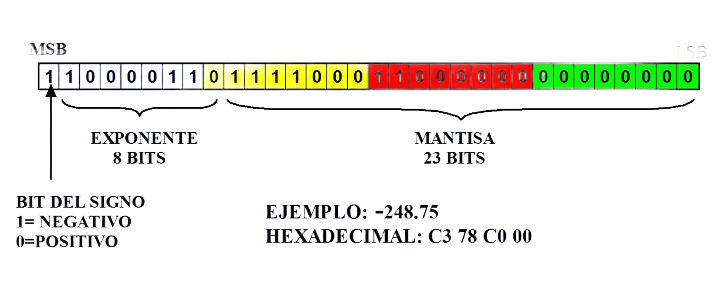 MSB LSB
1 1 0 0 0 0 1 1 0 1 1 1 1 0 0 0 1 1 0 0 0 0 0 0 0 0 0 0 0 0 0 0
EXPONENTE
8 BITS
MANTISA
23 BITS
BIT DEL SIGNO
1= NEGATIVO
0=POSITIVO
EJEMPLO: -248.75
HEXADECIMAL: C3 78 C0 00